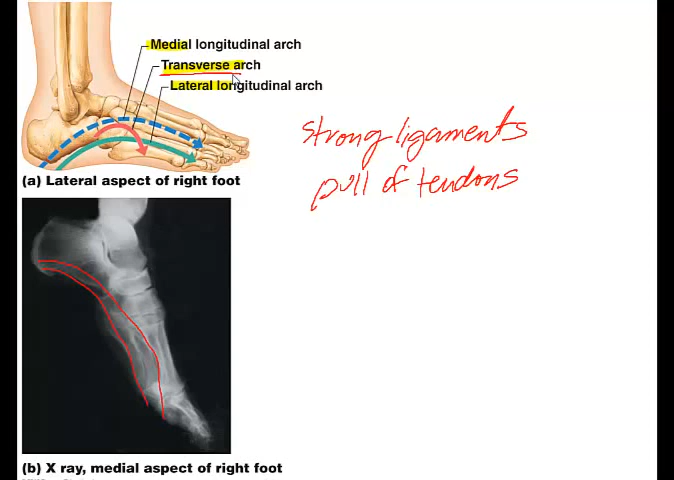 Medial longitudinal arch
Transverse arch
Lateral longitudinal arch
strong ligaments
pull of tendons
(a) Lateral aspect of right foot
(b) X ray, medial aspect of right foot